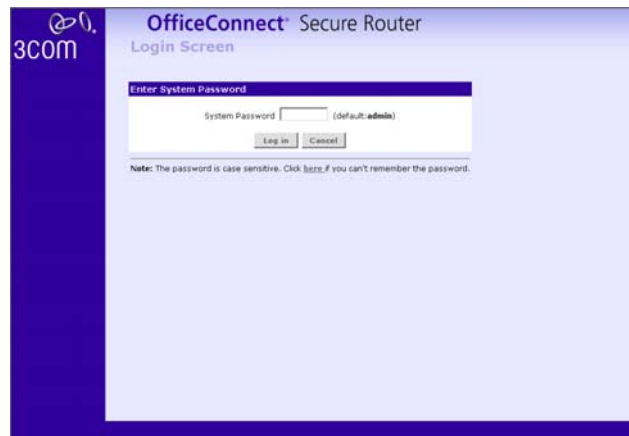 3COM
OfficeConnect® Secure Router
Login Screen
Enter System Password
System Password (default:admin)
Log in Cancel
Note: The password is case sensitive. Click here if you can't remember the password.